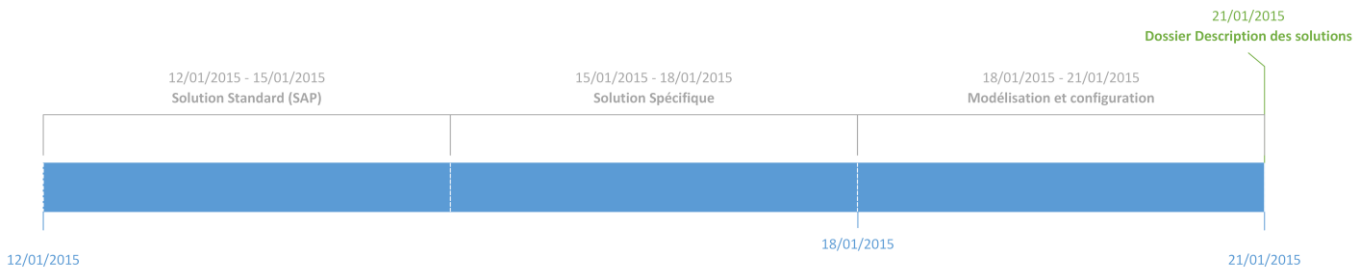 21/01/2015
Dossier Description des solutions
12/01/2015 - 15/01/2015
Solution Standard (SAP)
15/01/2015 - 18/01/2015
Solution Spécifique
18/01/2015 - 21/01/2015
Modélisation et configuration
12/01/2015
18/01/2015
21/01/2015